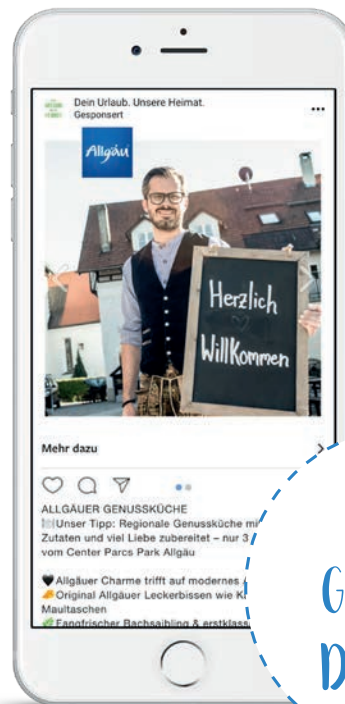 Dein Urlaub. Unsere Heimat.
Gesponsert
Allgäu
Herzlich
Willkommen
Mehr dazu
ALLGÄUER GENUSSKÜCHE
Unser Tipp: Regionale Genussküche mi
Zutaten und viel Liebe zubereitet – nur 3
vom Center Parcs Park Allgäu
Allgäuer Charme trifft auf modernes
Original Allgäuer Leckerbissen wie K
Maultaschen
Fangfrischer Bachsaibling & erstklass
G
D